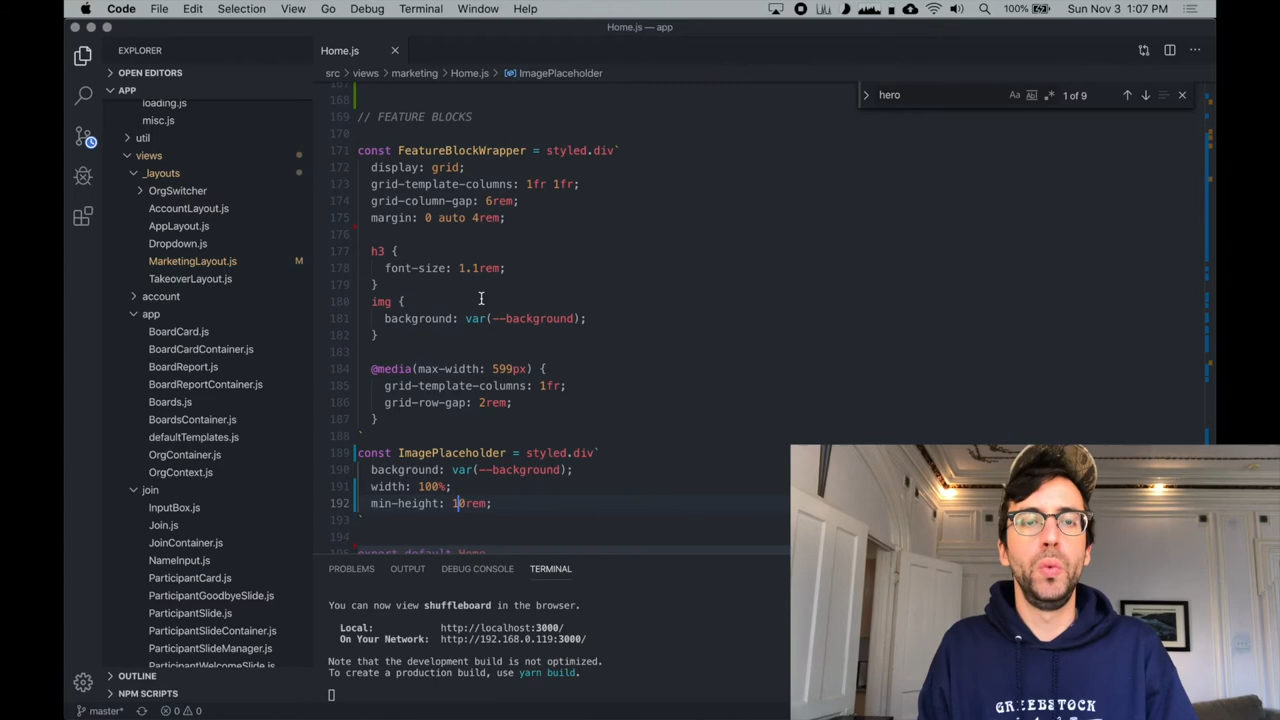 Code File Edit Selection View Go Debug Terminal Window Help
100% Sun Nov 3 1:07 PM
Home.js — app
EXPLORER
OPEN EDITORS
APP
loading.js
misc.js
util
views
_layouts
OrgSwitcher
AccountLayout.js
AppLayout.js
Dropdown.js
MarketingLayout.js M
TakeoverLayout.js
account
app
BoardCard.js
BoardCardContainer.js
BoardReport.js
BoardReportContainer.js
Boards.js
BoardsContainer.js
defaultTemplates.js
OrgContainer.js
OrgContext.js
join
InputBox.js
Join.js
JoinContainer.js
NameInput.js
ParticipantCard.js
ParticipantGoodbyeSlide.js
ParticipantSlide.js
ParticipantSlideContainer.js
ParticipantSlideManager.js
ParticipantWelcomeSlide.js
OUTLINE
NPM SCRIPTS
master* 0 0
Home.js
src views marketing Home.js ImagePlaceholder
hero Aa Abl .* 1 of 9
167
168
169 // FEATURE BLOCKS
170
171 const FeatureBlockWrapper = styled.div`
172 display: grid;
173 grid-template-columns: 1fr 1fr;
174 grid-column-gap: 6rem;
175 margin: 0 auto 4rem;
176
177 h3 {
178 font-size: 1.1rem;
179 }
180 img {
181 background: var(--background);
182 }
183
184 @media(max-width: 599px) {
185 grid-template-columns: 1fr;
186 grid-row-gap: 2rem;
187 }
188 `
189 const ImagePlaceholder = styled.div`
190 background: var(--background);
191 width: 100%;
192 min-height: 10rem;
193 `
194
195 export default Home
PROBLEMS OUTPUT DEBUG CONSOLE TERMINAL
You can now view shuffleboard in the browser.
Local: http://localhost:3000/
On Your Network: http://192.168.0.119:3000/
Note that the development build is not optimized.
To create a production build, use yarn build.
GREENSTOCK